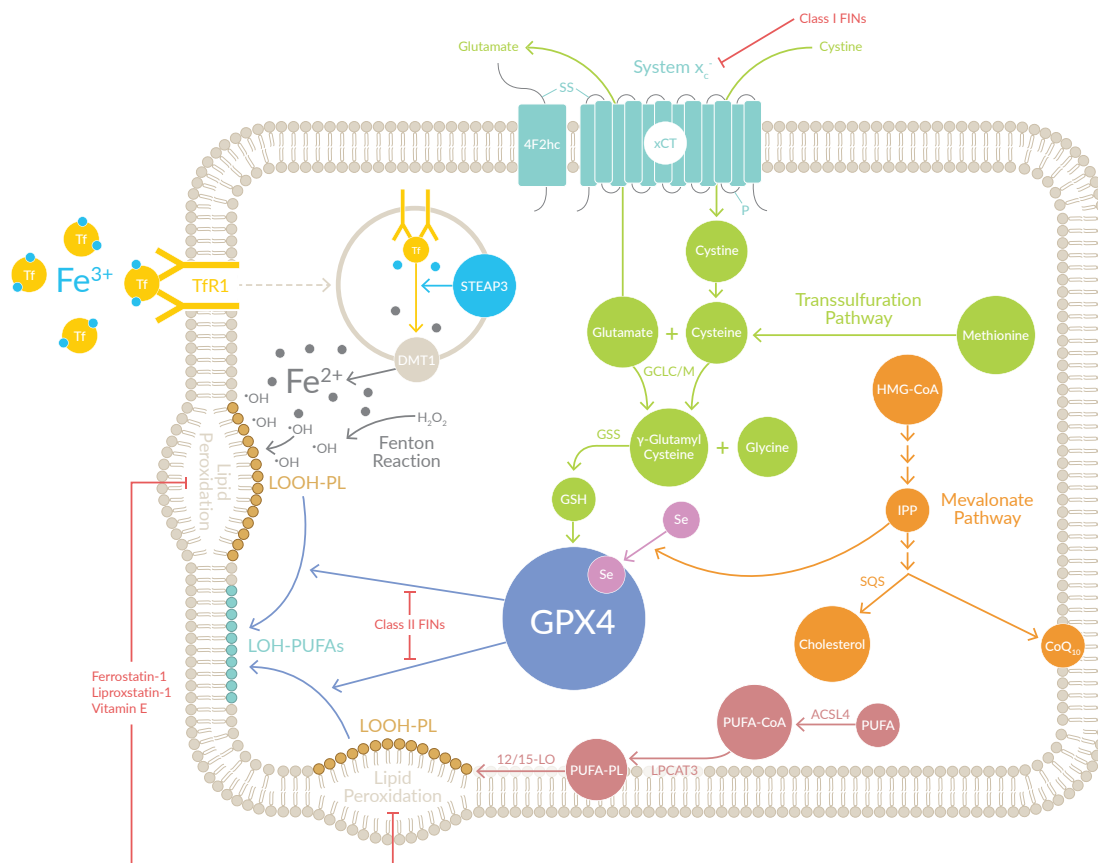 Class I FINs
Glutamate
Cystine
System x꜀⁻
SS
4F2hc
xCT
P
Cystine
Tf
Tf
Fe³⁺
Tf
Tf
TfR1
Tf
STEAP3
DMT1
Glutamate
+
Cysteine
Transsulfuration
Pathway
Methionine
GCLC/M
HMG-CoA
Fe²⁺
•OH
•OH
•OH
•OH
•OH
H₂O₂
Fenton
Reaction
GSS
γ-Glutamyl
Cysteine
+
Glycine
Lipid
Peroxidation
LOOH-PL
GSH
Se
IPP
Mevalonate
Pathway
Se
GPX4
SQS
Class II FINs
LOH-PUFAs
Cholesterol
CoQ₁₀
Ferrostatin-1
Liproxstatin-1
Vitamin E
LOOH-PL
PUFA-CoA
ACSL4
PUFA
12/15-LO
PUFA-PL
LPCAT3
Lipid
Peroxidation